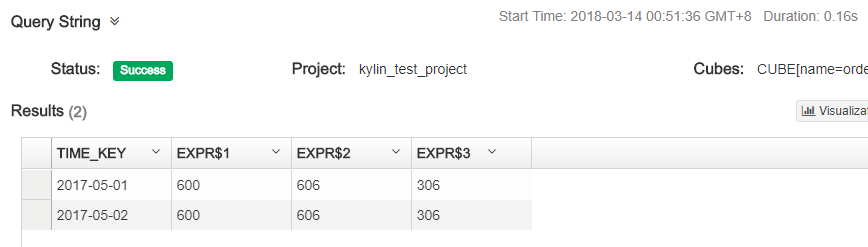 Query String
Start Time: 2018-03-14 00:51:36 GMT+8 Duration: 0.16s
Status: Success Project: kylin_test_project Cubes: CUBE[name=orde
Results (2)
Visualizat
TIME_KEY EXPR$1 EXPR$2 EXPR$3
2017-05-01 600 606 306
2017-05-02 600 606 306